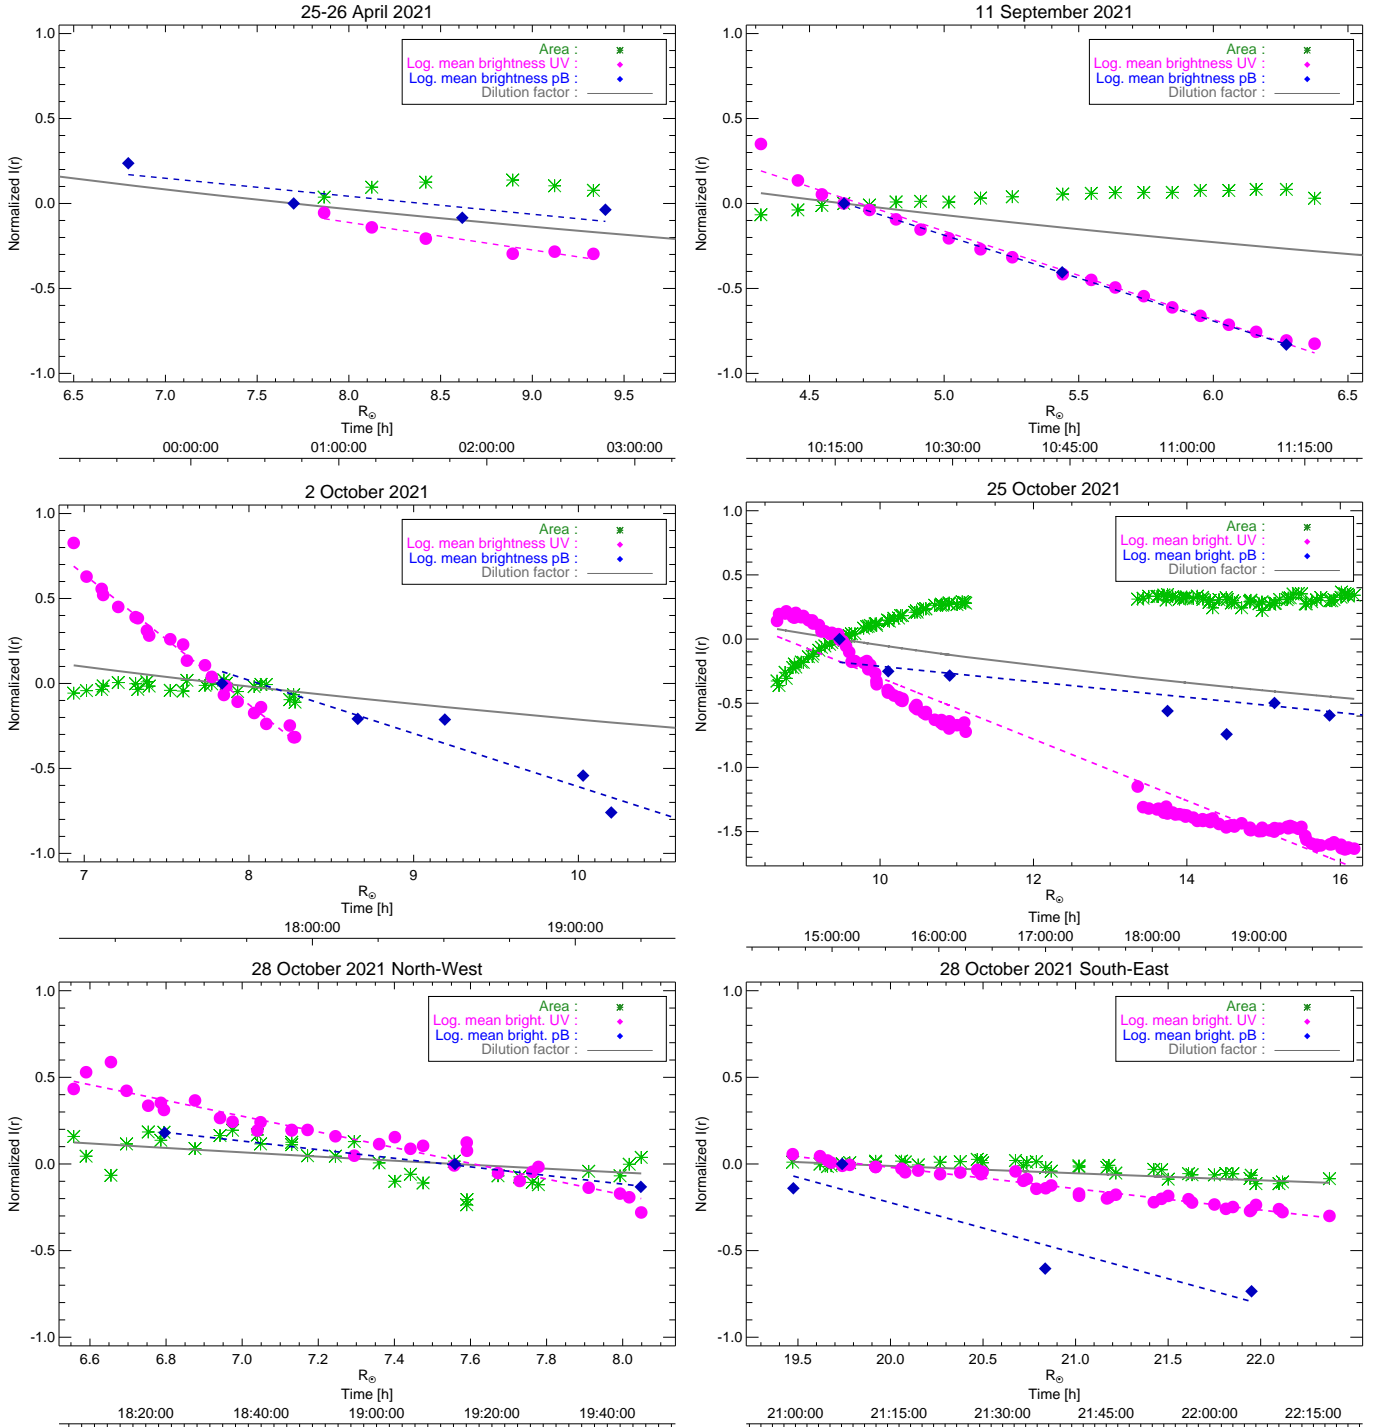 25-26 April 2021
1.0
0.5
0.0
-0.5
-1.0
Normalized I(r)
Area :
Log. mean brightness UV :
Log. mean brightness pB :
Dilution factor :
6.5 7.0 7.5 8.0 8.5 9.0 9.5
R☉
Time [h]
00:00:00 01:00:00 02:00:00 03:00:00
11 September 2021
1.0
0.5
0.0
-0.5
-1.0
Normalized I(r)
Area :
Log. mean brightness UV :
Log. mean brightness pB :
Dilution factor :
4.5 5.0 5.5 6.0 6.5
R☉
Time [h]
10:15:00 10:30:00 10:45:00 11:00:00 11:15:00
2 October 2021
1.0
0.5
0.0
-0.5
-1.0
Normalized I(r)
Area :
Log. mean brightness UV :
Log. mean brightness pB :
Dilution factor :
7 8 9 10
R☉
Time [h]
18:00:00 19:00:00
25 October 2021
1.0
0.5
0.0
-0.5
-1.0
-1.5
Normalized I(r)
Area :
Log. mean bright. UV :
Log. mean bright. pB :
Dilution factor :
10 12 14 16
R☉
Time [h]
15:00:00 16:00:00 17:00:00 18:00:00 19:00:00
28 October 2021 North-West
1.0
0.5
0.0
-0.5
-1.0
Normalized I(r)
Area :
Log. mean bright. UV :
Log. mean bright. pB :
Dilution factor :
6.6 6.8 7.0 7.2 7.4 7.6 7.8 8.0
R☉
Time [h]
18:20:00 18:40:00 19:00:00 19:20:00 19:40:00
28 October 2021 South-East
1.0
0.5
0.0
-0.5
-1.0
Normalized I(r)
Area :
Log. mean bright. UV :
Log. mean bright. pB :
Dilution factor :
19.5 20.0 20.5 21.0 21.5 22.0
R☉
Time [h]
21:00:00 21:15:00 21:30:00 21:45:00 22:00:00 22:15:00